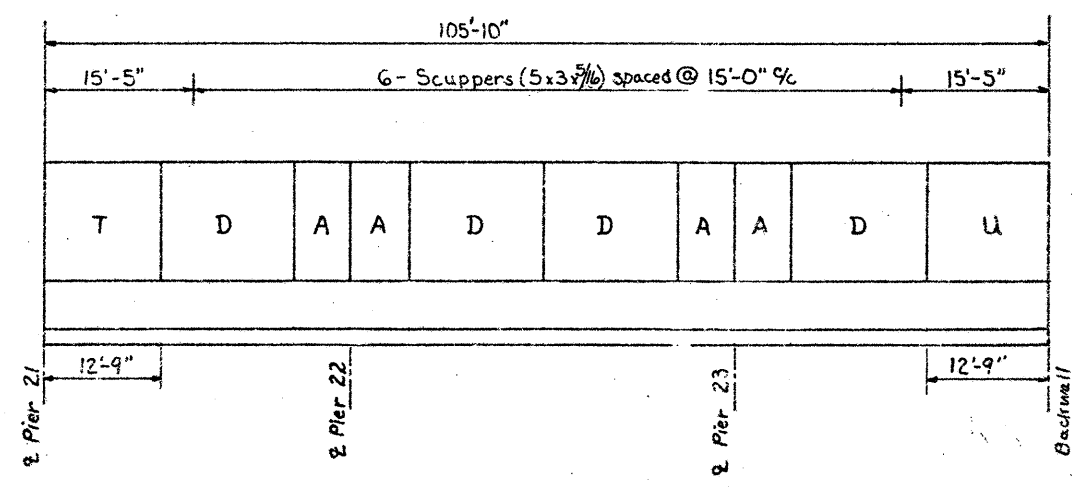 105'-10"
15'-5" 6- Scuppers (5x3x5/16) spaced @ 15'-0" c/c 15'-5"
T D A A D D A A D U
12'-9" 12'-9"
℄ Pier 21
℄ Pier 22
℄ Pier 23
Backwall